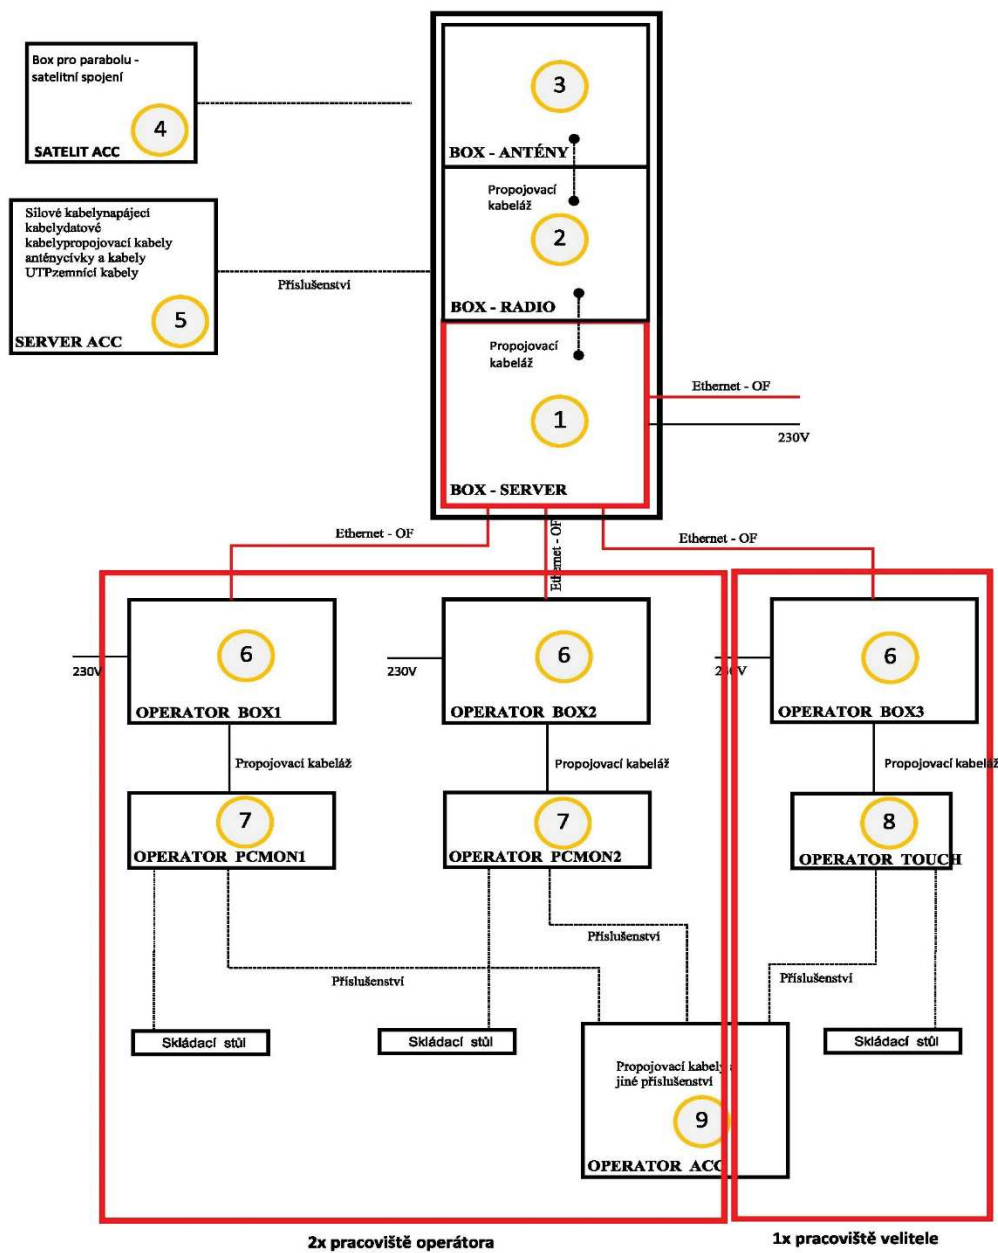 Box pro parabolu -
satelitní spojení
4
SATELIT ACC
3
BOX - ANTÉNY
Propojovací
kabeláž
2
BOX - RADIO
Silové kabelynapájecí
kabelydatové
kabelypropojovací kabely
anténycívky a kabely
UTPzemnící kabely
5
SERVER ACC
Příslušenství
Propojovací
kabeláž
1
BOX - SERVER
Ethernet - OF
230V
Ethernet - OF
Ethernet - OF
Ethernet - OF
6
230V
OPERATOR BOX1
6
230V
OPERATOR BOX2
6
230V
OPERATOR BOX3
Propojovací kabeláž
Propojovací kabeláž
Propojovací kabeláž
7
OPERATOR PCMON1
7
OPERATOR PCMON2
8
OPERATOR TOUCH
Příslušenství
Příslušenství
Příslušenství
Skládací stůl
Skládací stůl
Skládací stůl
Propojovací kabely a
jiné příslušenství
9
OPERATOR ACC
2x pracoviště operátora
1x pracoviště velitele